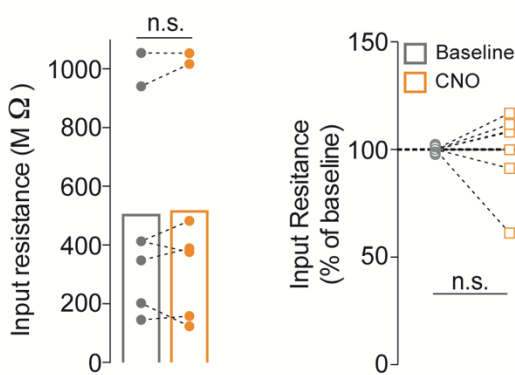 n.s.
Input resistance (M Ω)
1000
800
600
400
200
0
Input Resitance
(% of baseline)
150
100
50
0
Baseline
CNO
n.s.